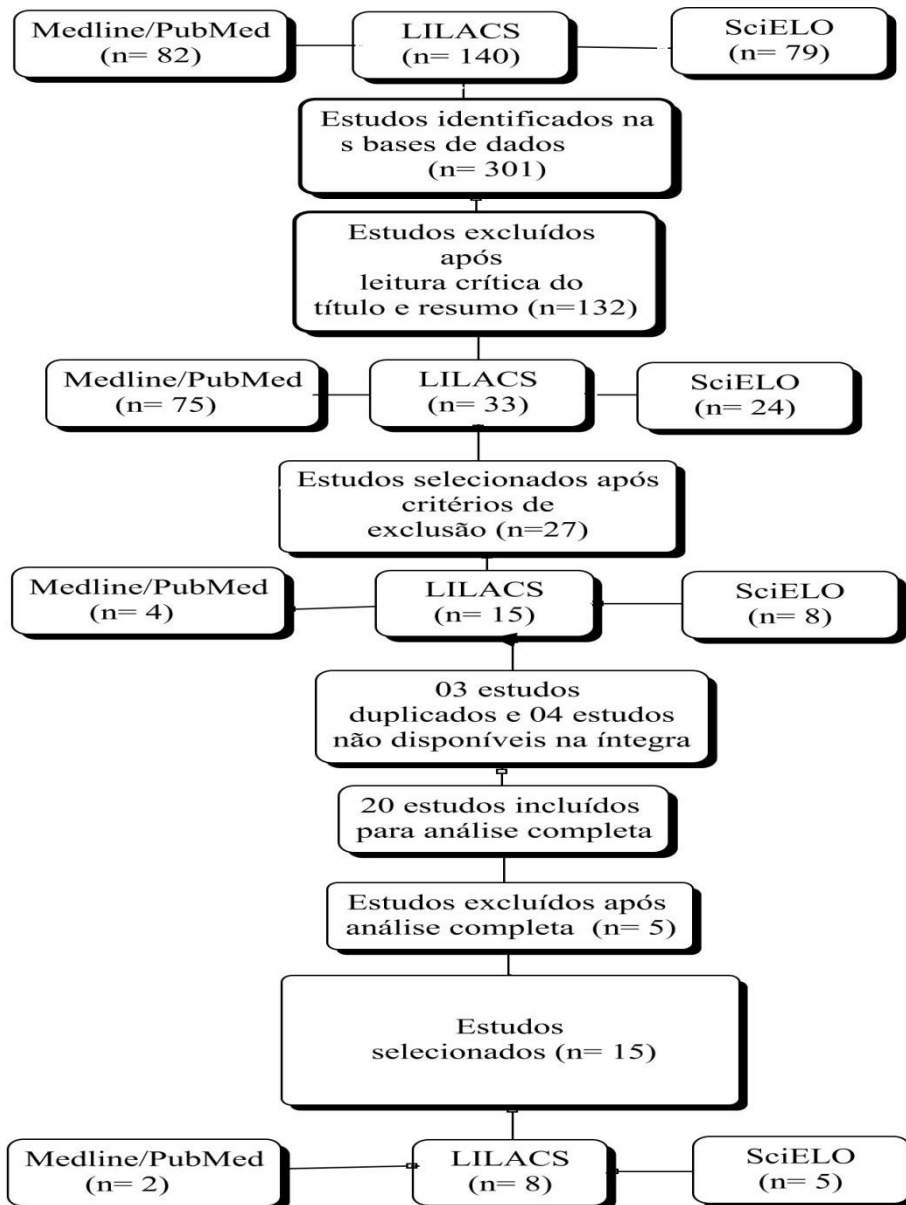 Medline/PubMed
(n= 82)
LILACS
(n= 140)
SciELO
(n= 79)
Estudos identificados na
s bases de dados
(n= 301)
Estudos excluídos
após
leitura crítica do
título e resumo (n=132)
Medline/PubMed
(n= 75)
LILACS
(n= 33)
SciELO
(n= 24)
Estudos selecionados após
critérios de
exclusão (n=27)
Medline/PubMed
(n= 4)
LILACS
(n= 15)
SciELO
(n= 8)
03 estudos
duplicados e 04 estudos
não disponíveis na íntegra
20 estudos incluídos
para análise completa
Estudos excluídos após
análise completa (n= 5)
Estudos
selecionados (n= 15)
Medline/PubMed
(n= 2)
LILACS
(n= 8)
SciELO
(n= 5)